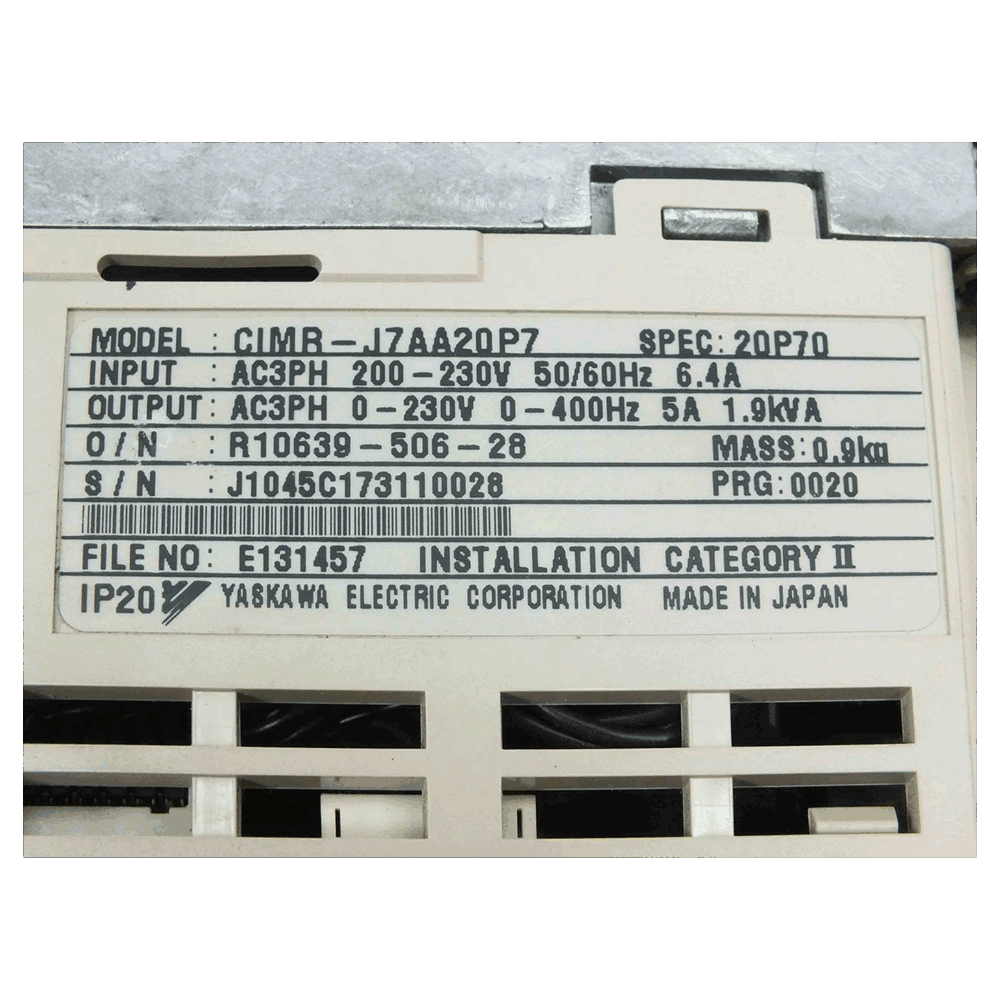 MODEL : CIMR-J7AA20P7 SPEC: 20P70
INPUT : AC3PH 200-230V 50/60Hz 6.4A
OUTPUT: AC3PH 0-230V 0-400Hz 5A 1.9kVA
O/N : R10639-506-28 MASS: 0.9kg
S/N : J1045C173110028 PRG: 0020
FILE NO: E131457 INSTALLATION CATEGORY II
IP20 YASKAWA ELECTRIC CORPORATION MADE IN JAPAN